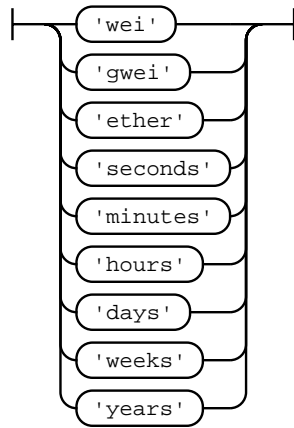 'wei'
'gwei'
'ether'
'seconds'
'minutes'
'hours'
'days'
'weeks'
'years'